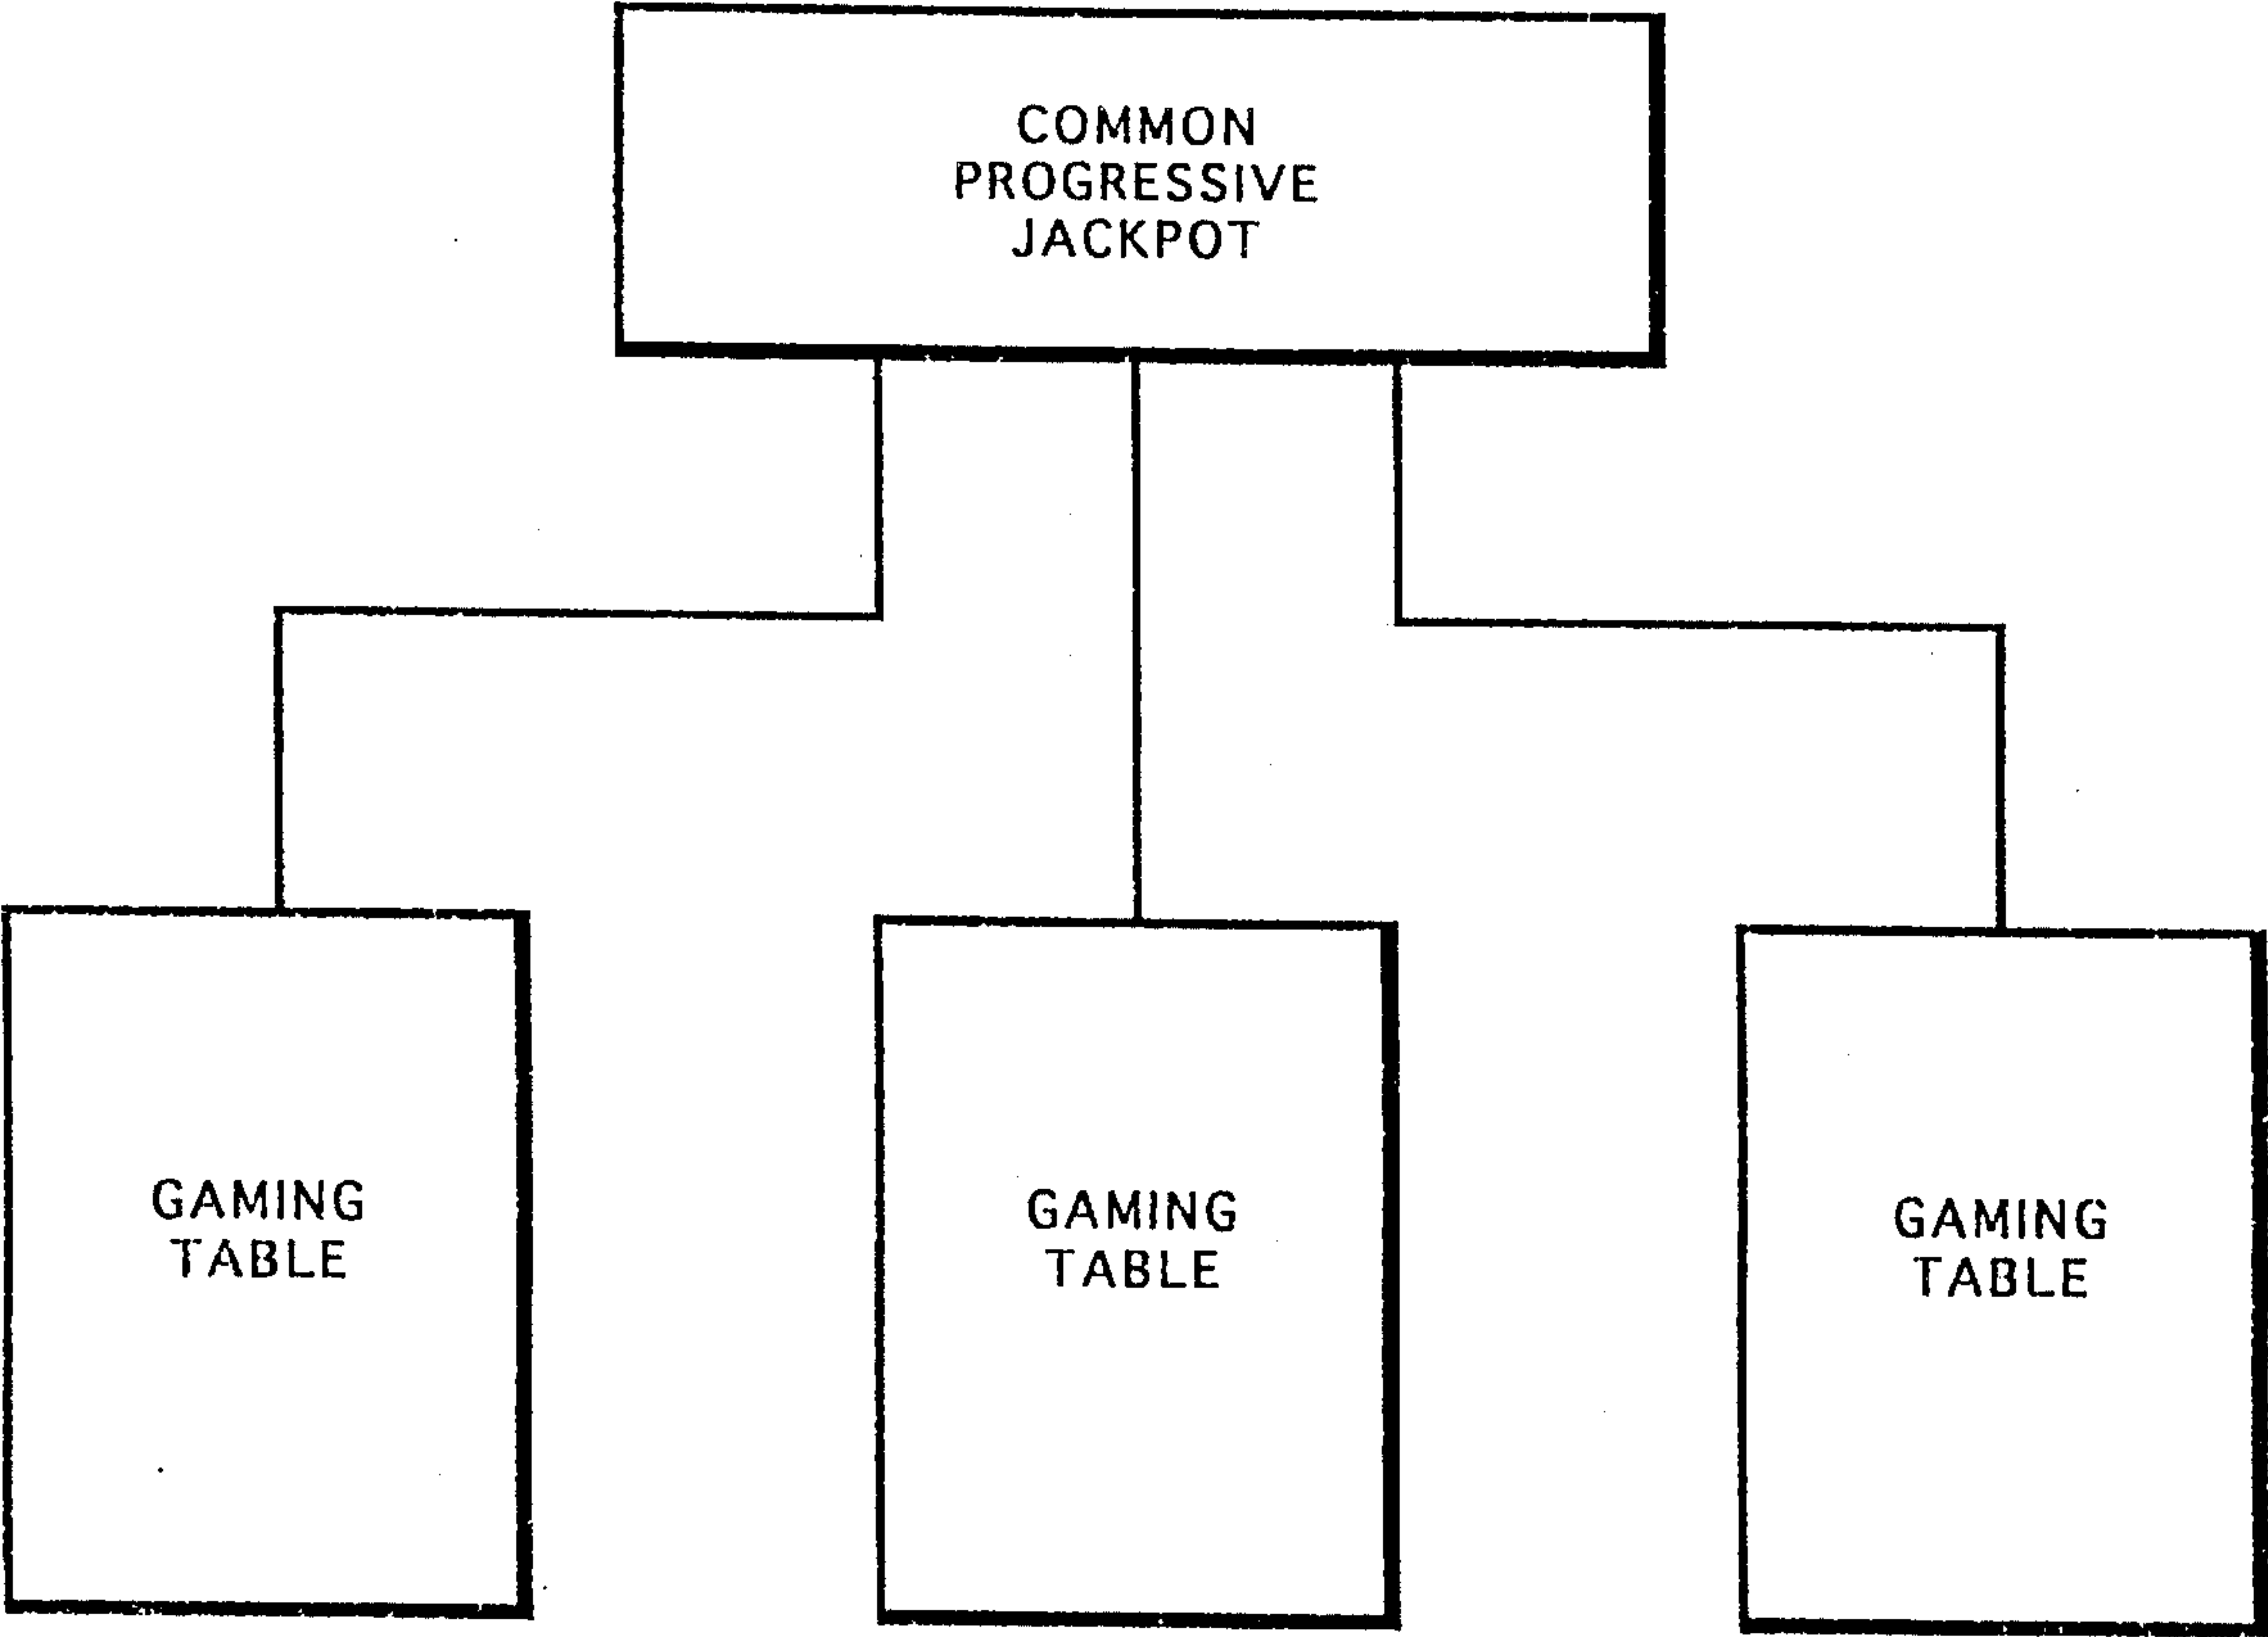 COMMON
PROGRESSIVE
JACKPOT
GAMING
TABLE
GAMING
TABLE
GAMING
TABLE